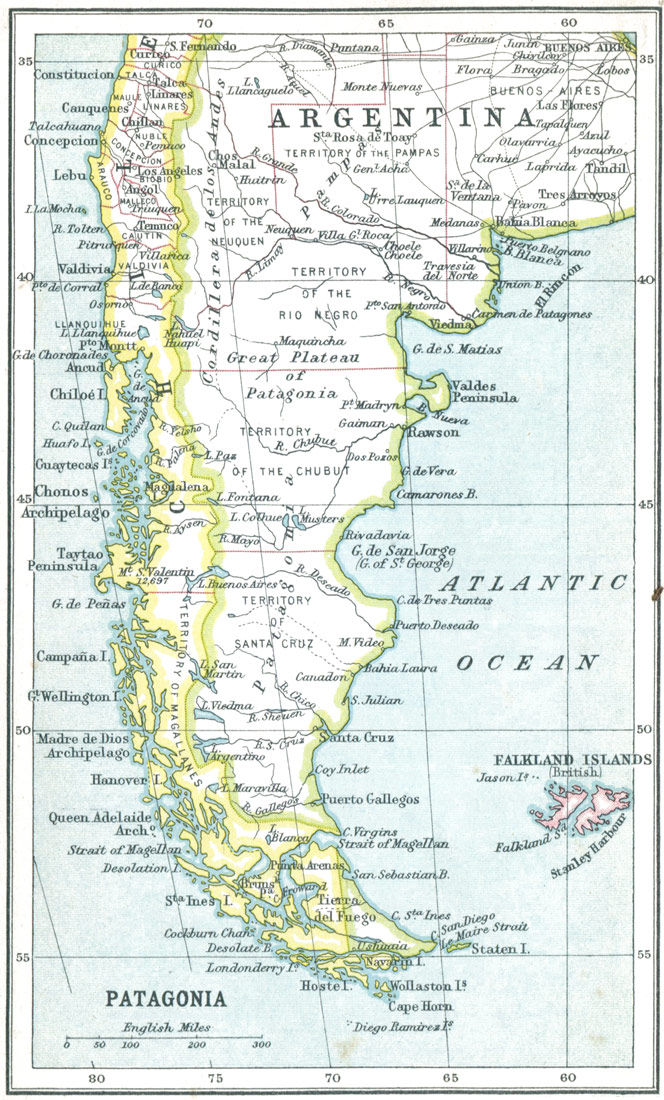 70
65
60
35
35
40
40
45
45
50
50
55
55
80
75
70
65
60
E
H
I
C
S. Fernando
Curico
CURICO
Constitucion
TALCA
Talca
Linares
MAULE
LINARES
Cauquenes
Chillan
Talcahuano
NUBLE
Concepcion
Pemuco
CONCEPCION
Lebu
Los Angeles
BIOBIO
ARAUCO
Angol
MALLECO
I. La Mocha
Traiguen
R. Tolten
Temuco
CAUTIN
Pitrufquen
Villarica
Valdivia
VALDIVIA
Pto de Corral
L. de Ranco
Osorno
LLANQUIHUE
L. Llanquihue
Pto Montt
G. de Choronades
Ancud
G. de Ancud
Chiloé I.
C. Quilan
Huafo I.
G. de Corcovado
Guaytecas Is
Chonos
Archipelago
Magdalena
R. Aysen
Taytao
Peninsula
Mt. S. Valentin
12,697
G. de Peñas
Campaña I.
Gt. Wellington I.
Madre de Dios
Archipelago
Hanover I.
Queen Adelaide
Archo.
Strait of Magellan
Desolation I.
Sta Ines I.
Cockburn Chan.
Desolate B.
Londonderry Is
Hoste I.
TERRITORY OF MAGALLANES
Cordillera de los Andes
L. Llancaquelo
R. Diamante
R. Atuel
Puntana
Monte Nuevas
Gainza
Junin
BUENOS AIRES
Chivilcoy
Flora
Bragado
Lobos
BUENOS-AIRES
Las Flores
ARGENTINA
Sta Rosa de Toay
Tapalquen
TERRITORY OF THE PAMPAS
Azul
Olavarria
Ayacucho
Pampas
Genl. Acha
Carhué
Laprida
Tandil
Chos Malal
R. Grande
Huitrin
Sa de La
Ventana
Tres Arroyos
Urre Lauquen
Pavon
R. Colorado
Medanas
Bahia Blanca
TERRITORY
OF THE
NEUQUEN
Neuquen
Villa Gl. Roca
Choele
Choele
Villarino
Puerto Belgrano
B. Blanca
R. Limay
Travesia
del Norte
Union B.
El Rincon
TERRITORY
OF THE
RIO NEGRO
R. Negro
Pto San Antonio
Viedma
Carmen de Patagones
L. Nahuel
Huapi
Maquincha
G. de S. Matias
Great Plateau
of
Patagonia
Valdes
Peninsula
Pt. Madryn
B. Nueva
Gaiman
Rawson
R. Chubut
TERRITORY
OF THE CHUBUT
Dos Pozos
R. Palena
L. Paz
G. de Vera
L. Fontana
Camarones B.
L. Colhue
L. Musters
R. Mayo
Rivadavia
G. de San Jorge
(G. of St. George)
Patagonia
L. Buenos Aires
R. Deseado
ATLANTIC
OCEAN
C. de Tres Puntas
TERRITORY
OF
SANTA CRUZ
Puerto Deseado
M. Video
L. San
Martin
Canadon
Bahia Laura
R. Chico
S. Julian
L. Viedma
R. Shehuen
R. S. Cruz
Santa Cruz
L. Argentino
Coy Inlet
L. Maravilla
R. Gallegos
Puerto Gallegos
FALKLAND ISLANDS
(British)
Jason Is
Falkland Sd.
Stanley Harbour
C. Virgins
Strait of Magellan
L. Blanca
Punta Arenas
San Sebastian B.
Bruns. Pa
C. Froward
Tierra
del Fuego
C. Sta Ines
C. San Diego
Le Maire Strait
Staten I.
Ushuaia
Navarin I.
Wollaston Is
Cape Horn
Diego Ramirez Is
PATAGONIA
English Miles
0 50 100 200 300